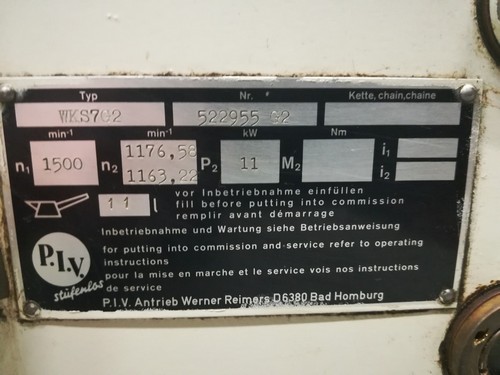 Typ Nr. Kette, chain, chaine
WKS7G2 522955 G2
min-1 min-1 kW Nm
n1 1500 n2 1176,58 P2 11 M2 i1
1163,22 i2
11 l vor Inbetriebnahme einfüllen
fill before putting into commission
remplir avant démarrage
Inbetriebnahme und Wartung siehe Betriebsanweisung
for putting into commission and service refer to operating
instructions
pour la mise en marche et le service vois nos instructions
de service
P.I.V.
stufenlos
P.I.V. Antrieb Werner Reimers D6380 Bad Homburg